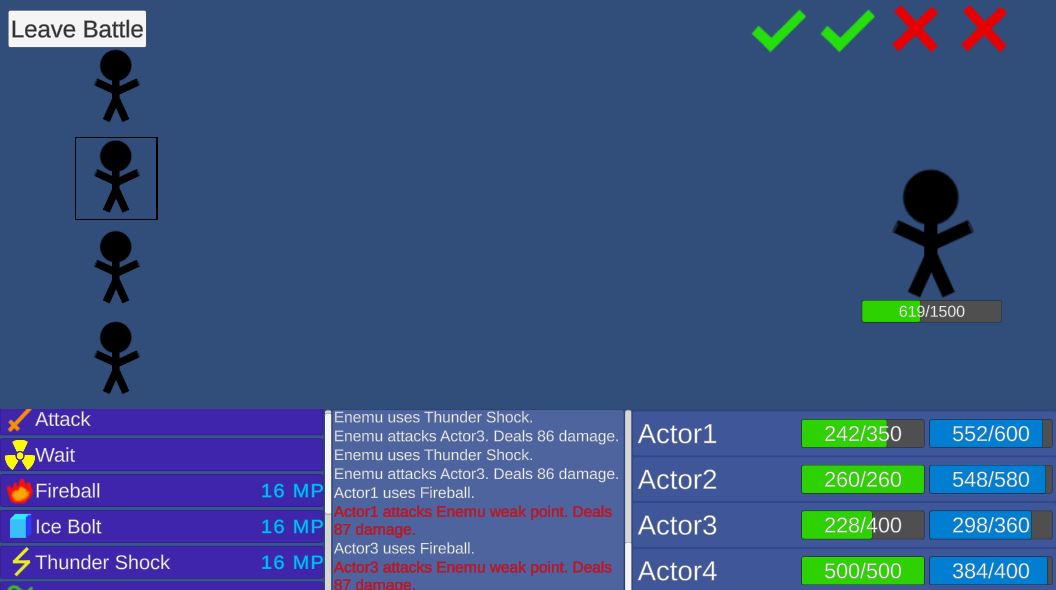 Leave Battle
619/1500
Attack
Wait
Fireball 16 MP
Ice Bolt 16 MP
Thunder Shock 16 MP
Enemu uses Thunder Shock.
Enemu attacks Actor3. Deals 86 damage.
Enemu uses Thunder Shock.
Enemu attacks Actor3. Deals 86 damage.
Actor1 uses Fireball.
Actor1 attacks Enemu weak point. Deals
87 damage.
Actor3 uses Fireball.
Actor3 attacks Enemu weak point. Deals
87 damage.
Actor1 242/350 552/600
Actor2 260/260 548/580
Actor3 228/400 298/360
Actor4 500/500 384/400